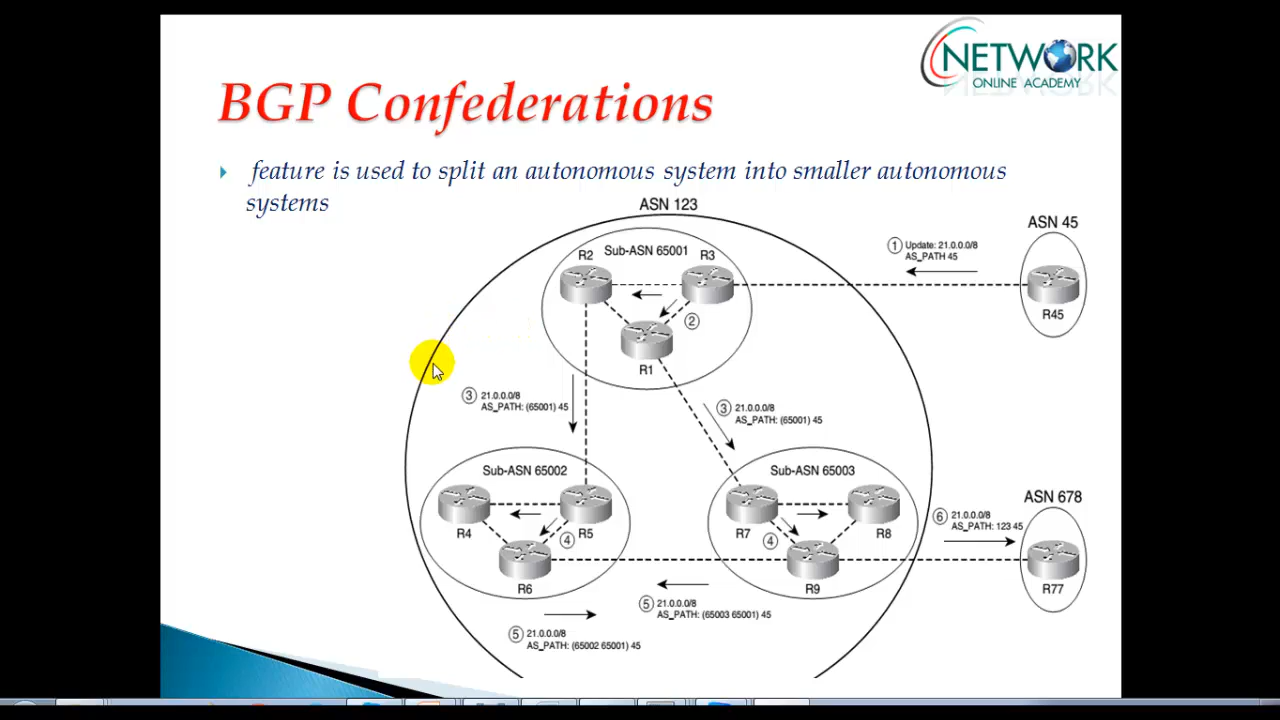 NETWORK
ONLINE ACADEMY
BGP Confederations
feature is used to split an autonomous system into smaller autonomous
systems
ASN 123
ASN 45
Sub-ASN 65001
R2
R3
1 Update: 21.0.0.0/8
AS_PATH 45
R45
2
R1
3 21.0.0.0/8
AS_PATH: (65001) 45
3 21.0.0.0/8
AS_PATH: (65001) 45
Sub-ASN 65002
Sub-ASN 65003
ASN 678
R4
R5
4
R6
R7
4
R8
R9
6 21.0.0.0/8
AS_PATH: 123 45
R77
5 21.0.0.0/8
AS_PATH: (65003 65001) 45
5 21.0.0.0/8
AS_PATH: (65002 65001) 45